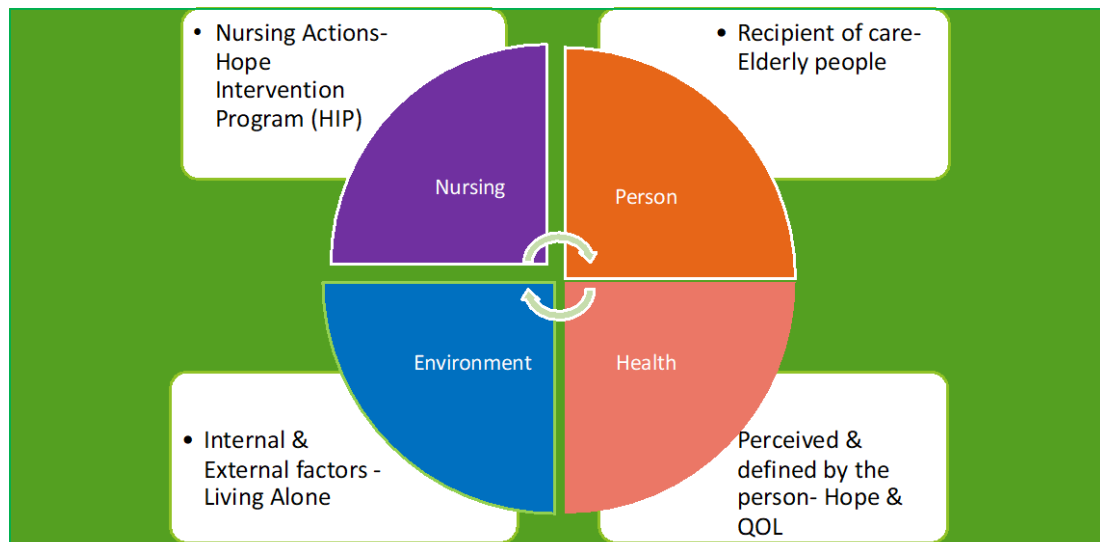 • Nursing Actions-
Hope
Intervention
Program (HIP)
• Recipient of care-
Elderly people
Nursing
Person
Environment
Health
• Internal &
External factors -
Living Alone
Perceived &
defined by the
person- Hope &
QOL